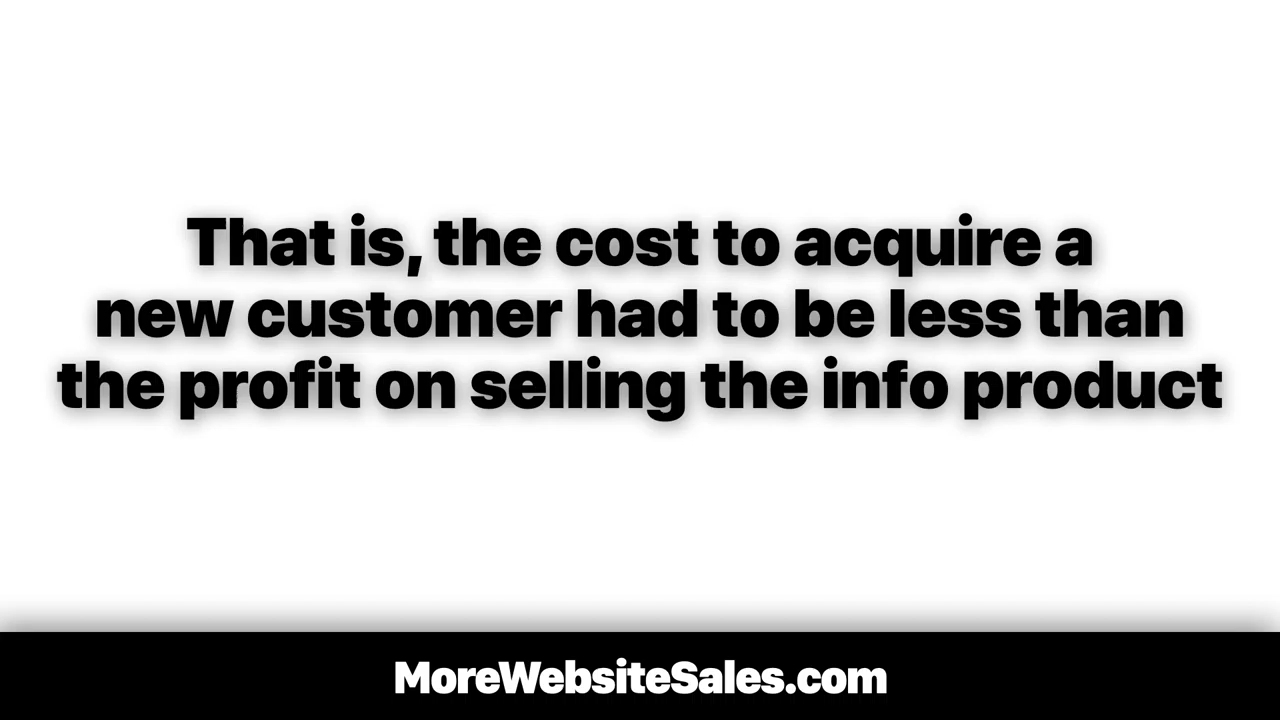 That is, the cost to acquire a
new customer had to be less than
the profit on selling the info product
MoreWebsiteSales.com